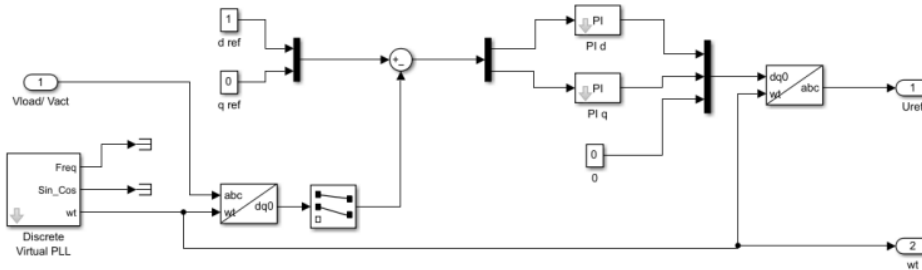 1
d ref
0
q ref
1
Vload/ Vact
Freq
Sin_Cos
wt
Discrete
Virtual PLL
abc
wt
dq0
+
-
PI
PI d
PI
PI q
0
0
dq0
wt
abc
1
Uref
2
wt